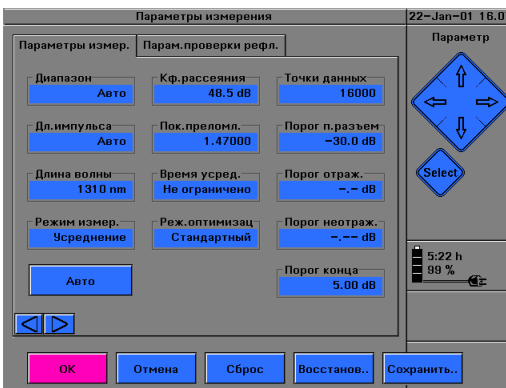 Параметры измерения
22-Jan-01 16.0
Параметры измер.
Парам.проверки рефл.
Параметр
Диапазон
Авто
Кф.рассеяния
48.5 dB
Точки данных
16000
Дл.импульса
Авто
Пок.преломл.
1.47000
Порог п.разъем
-30.0 dB
Длина волны
1310 nm
Время усред.
Не ограничено
Порог отраж.
-.- dB
Режим измер.
Усреднение
Реж.оптимизац
Стандартный
Порог неотраж.
-.-- dB
Авто
Порог конца
5.00 dB
Select
5:22 h
99 %
ОК
Отмена
Сброс
Восстанов..
Сохранить..